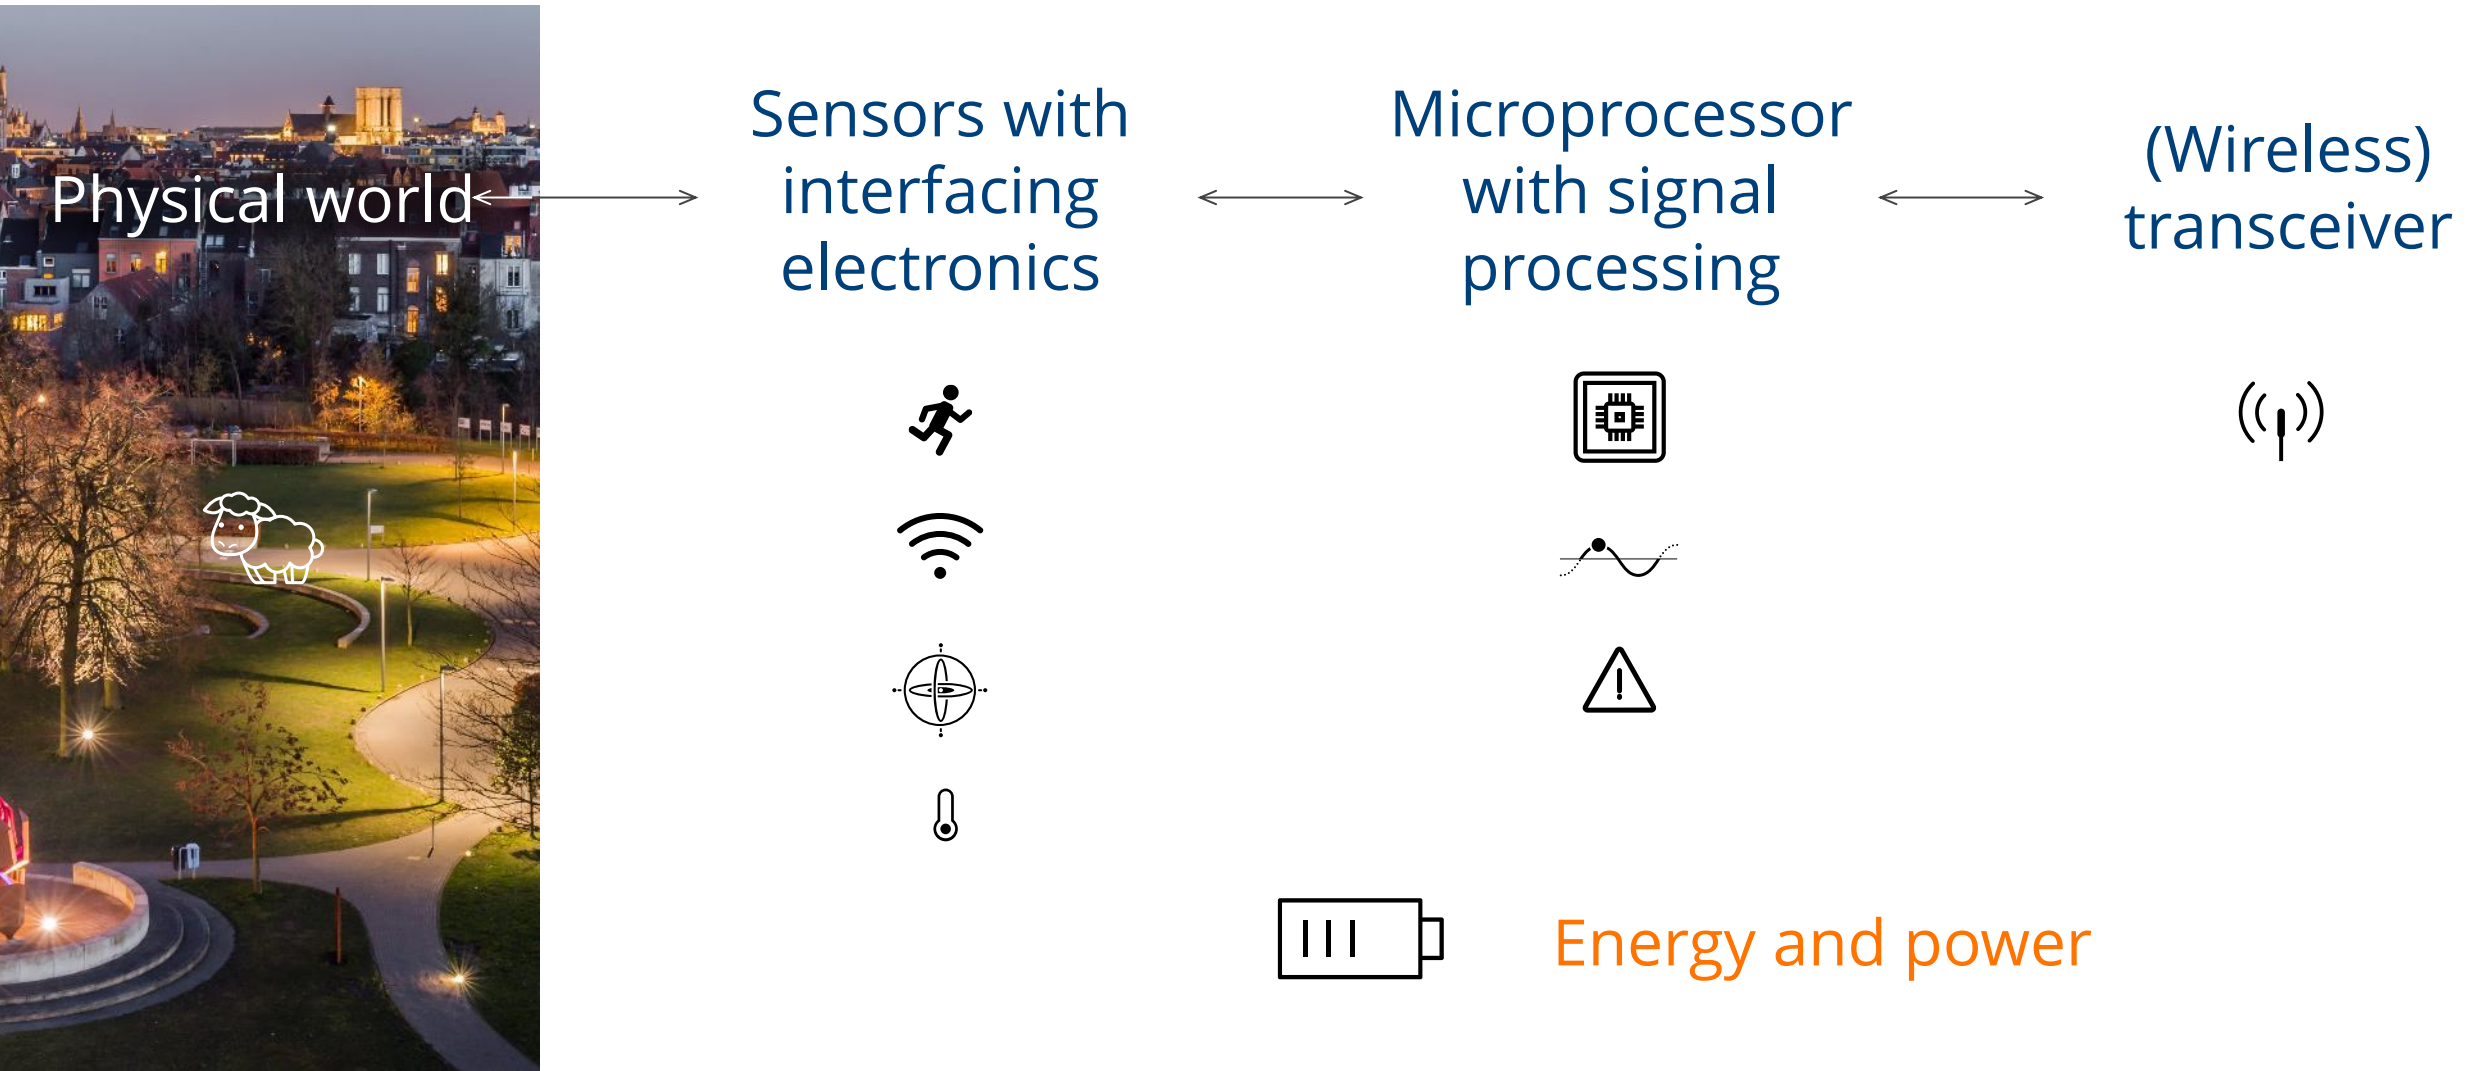 Physical world
Sensors with
interfacing
electronics
Microprocessor
with signal
processing
(Wireless)
transceiver
Energy and power